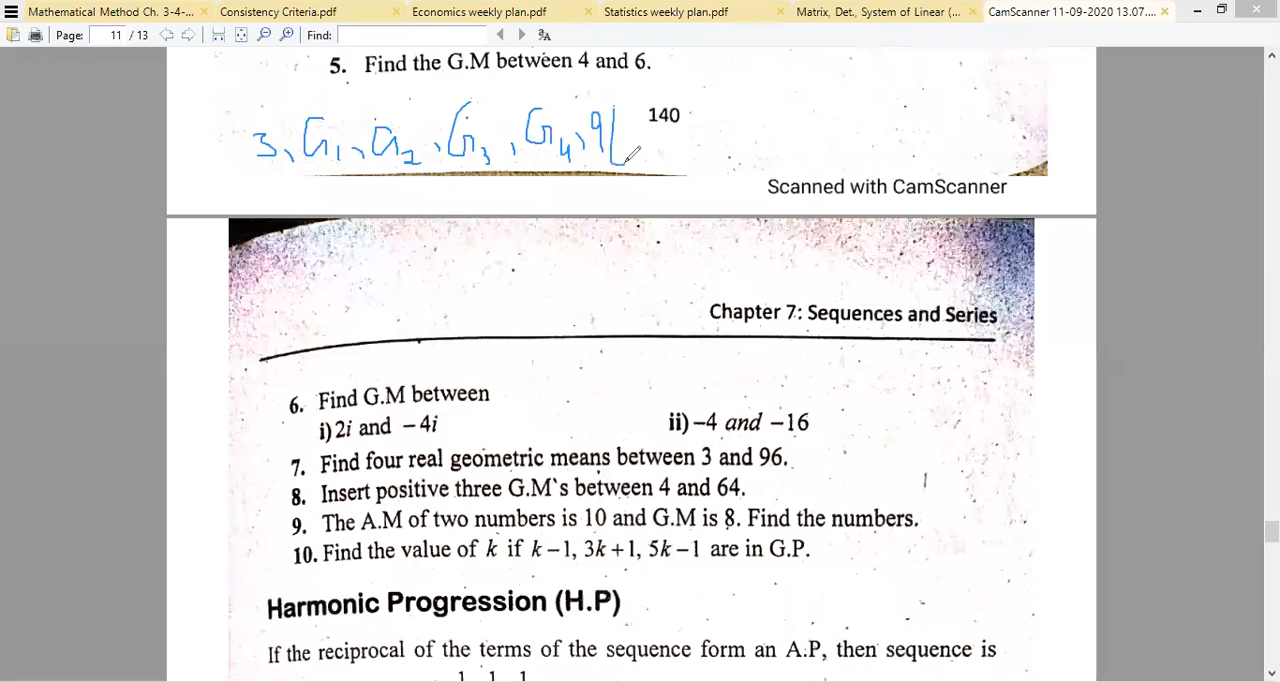 Mathematical Method Ch. 3-4-...
Consistency Criteria.pdf
Economics weekly plan.pdf
Statistics weekly plan.pdf
Matrix, Det., System of Linear (...
CamScanner 11-09-2020 13.07....
Page: 11 / 13
Find:
5. Find the G.M between 4 and 6.
3, G1, G2, G3, G4, 9
140
Scanned with CamScanner
Chapter 7: Sequences and Series
6. Find G.M between
i) 2i and −4i ii) −4 and −16
7. Find four real geometric means between 3 and 96.
8. Insert positive three G.M's between 4 and 64.
9. The A.M of two numbers is 10 and G.M is 8. Find the numbers.
10. Find the value of k if k−1, 3k+1, 5k−1 are in G.P.
Harmonic Progression (H.P)
If the reciprocal of the terms of the sequence form an A.P, then sequence is
1 1 1